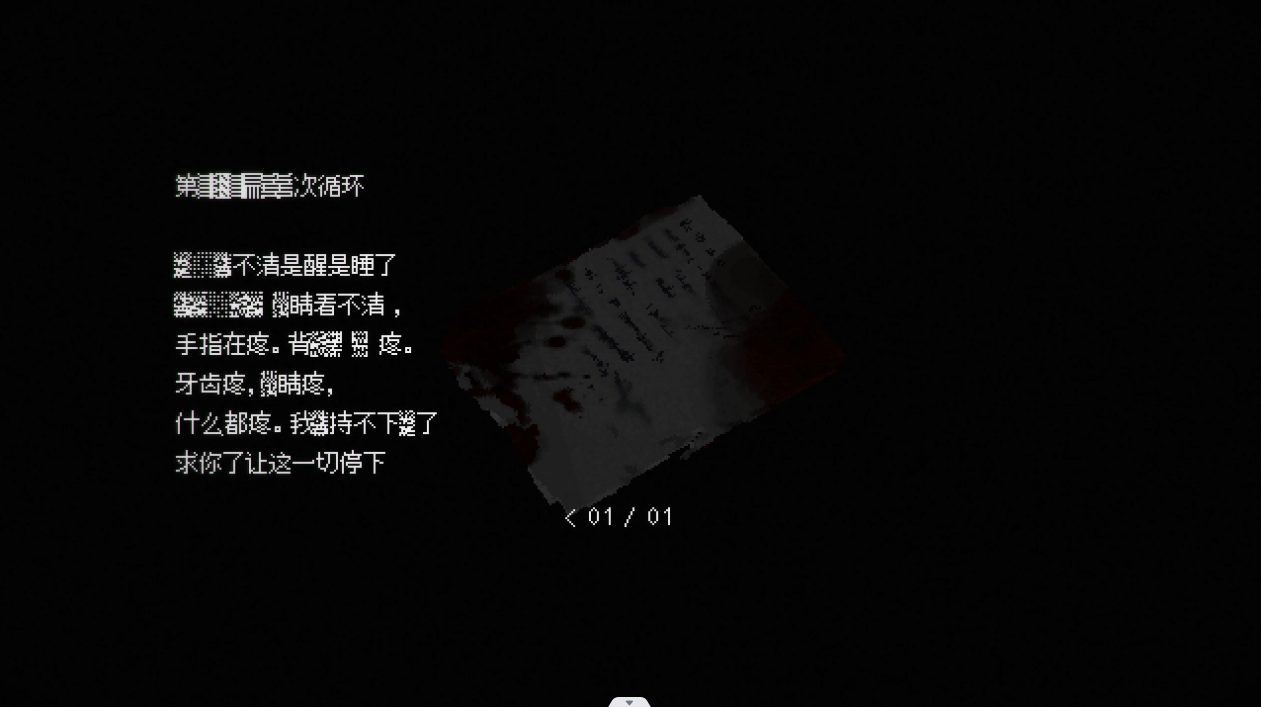 第次循环
不清是醒是睡了
睛看不清，
手指在疼。背疼。
牙齿疼，睛疼，
什么都疼。我持不下了
求你了让这一切停下
< 01 / 01